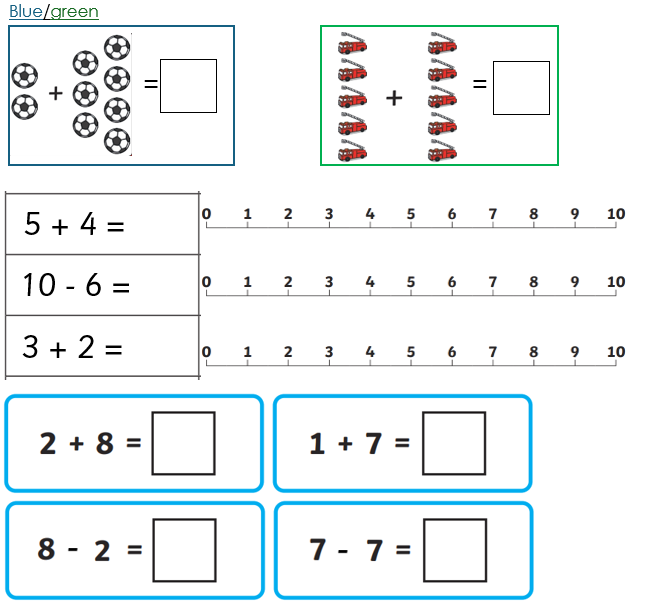 Blue/green
+ =
+ =
5 + 4 =
0 1 2 3 4 5 6 7 8 9 10
10 - 6 =
0 1 2 3 4 5 6 7 8 9 10
3 + 2 =
0 1 2 3 4 5 6 7 8 9 10
2 + 8 =
1 + 7 =
8 - 2 =
7 - 7 =